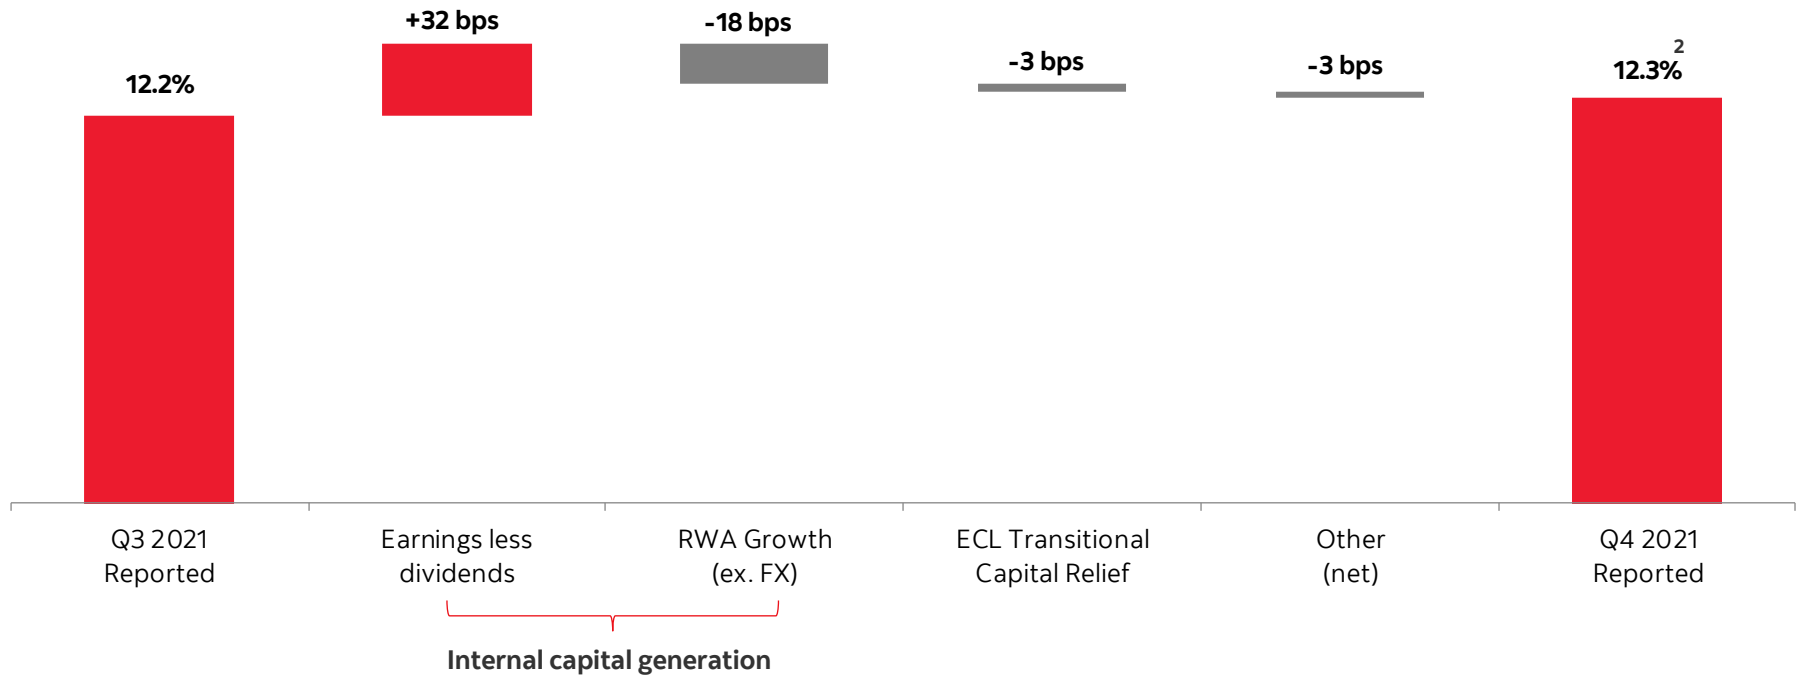 +32 bps
-18 bps
12.2%
-3 bps
-3 bps
2
12.3%
Q3 2021
Reported
Earnings less
dividends
RWA Growth
(ex. FX)
ECL Transitional
Capital Relief
Other
(net)
Q4 2021
Reported
Internal capital generation